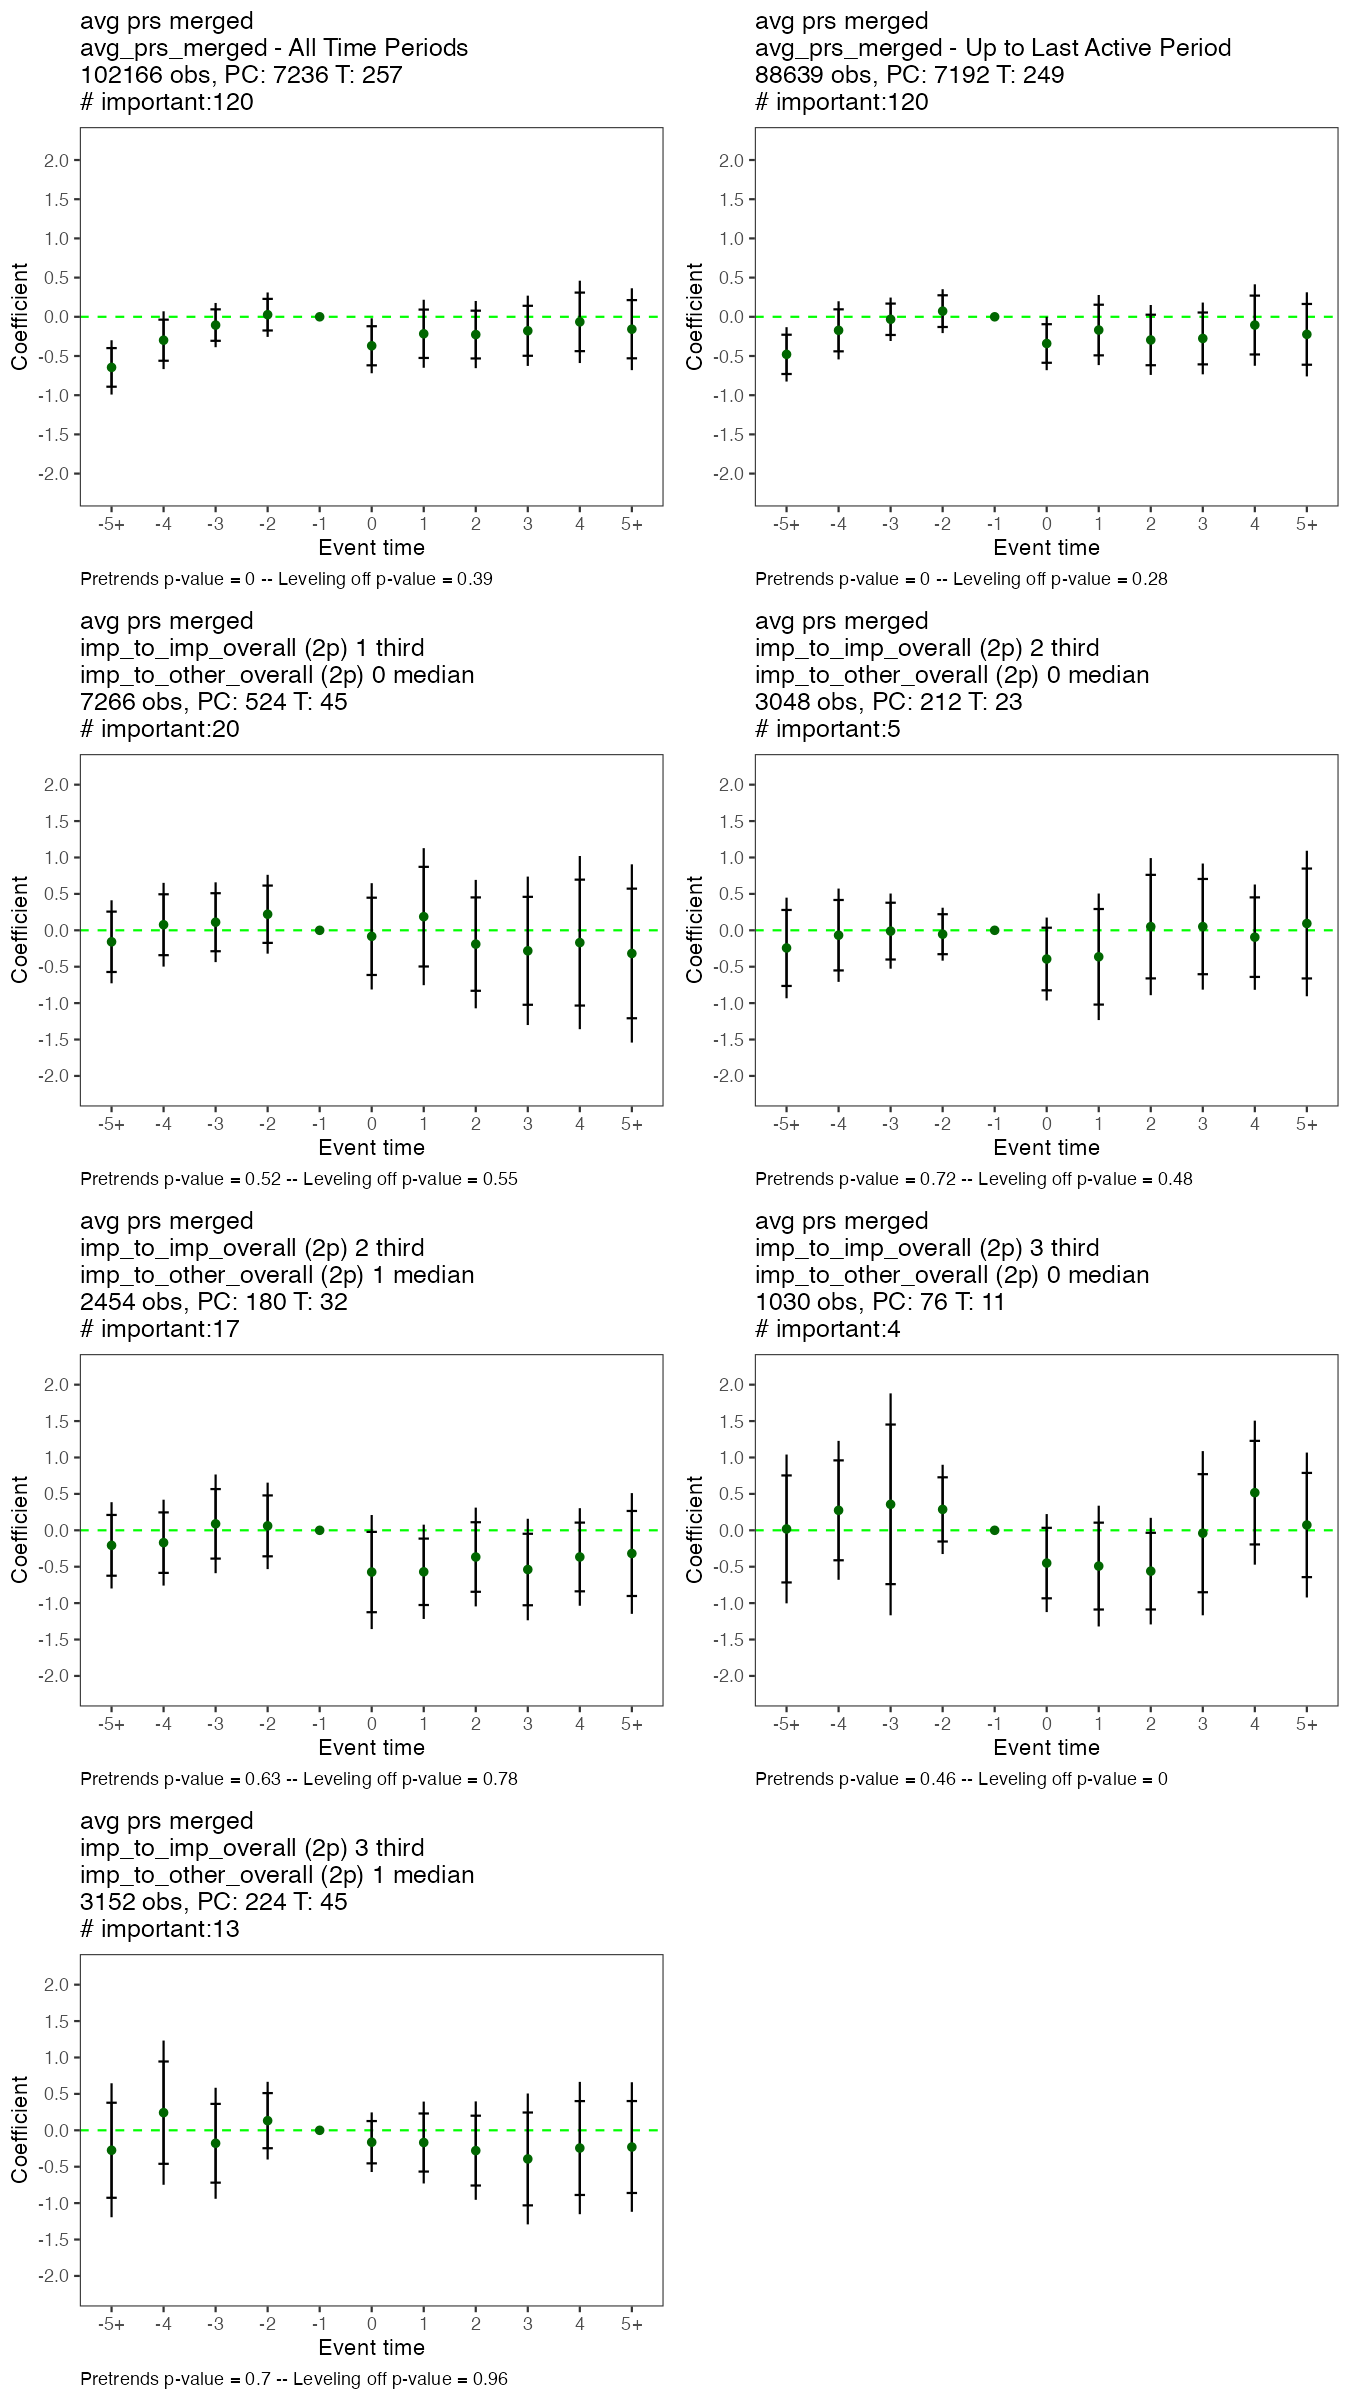 avg prs merged
avg_prs_merged - All Time Periods
102166 obs, PC: 7236 T: 257
# important:120
2.0
1.5
1.0
0.5
0.0
-0.5
-1.0
-1.5
-2.0
Coefficient
-5+ -4 -3 -2 -1 0 1 2 3 4 5+
Event time
Pretrends p-value = 0 -- Leveling off p-value = 0.39
avg prs merged
avg_prs_merged - Up to Last Active Period
88639 obs, PC: 7192 T: 249
# important:120
2.0
1.5
1.0
0.5
0.0
-0.5
-1.0
-1.5
-2.0
Coefficient
-5+ -4 -3 -2 -1 0 1 2 3 4 5+
Event time
Pretrends p-value = 0 -- Leveling off p-value = 0.28
avg prs merged
imp_to_imp_overall (2p) 1 third
imp_to_other_overall (2p) 0 median
7266 obs, PC: 524 T: 45
# important:20
2.0
1.5
1.0
0.5
0.0
-0.5
-1.0
-1.5
-2.0
Coefficient
-5+ -4 -3 -2 -1 0 1 2 3 4 5+
Event time
Pretrends p-value = 0.52 -- Leveling off p-value = 0.55
avg prs merged
imp_to_imp_overall (2p) 2 third
imp_to_other_overall (2p) 0 median
3048 obs, PC: 212 T: 23
# important:5
2.0
1.5
1.0
0.5
0.0
-0.5
-1.0
-1.5
-2.0
Coefficient
-5+ -4 -3 -2 -1 0 1 2 3 4 5+
Event time
Pretrends p-value = 0.72 -- Leveling off p-value = 0.48
avg prs merged
imp_to_imp_overall (2p) 2 third
imp_to_other_overall (2p) 1 median
2454 obs, PC: 180 T: 32
# important:17
2.0
1.5
1.0
0.5
0.0
-0.5
-1.0
-1.5
-2.0
Coefficient
-5+ -4 -3 -2 -1 0 1 2 3 4 5+
Event time
Pretrends p-value = 0.63 -- Leveling off p-value = 0.78
avg prs merged
imp_to_imp_overall (2p) 3 third
imp_to_other_overall (2p) 0 median
1030 obs, PC: 76 T: 11
# important:4
2.0
1.5
1.0
0.5
0.0
-0.5
-1.0
-1.5
-2.0
Coefficient
-5+ -4 -3 -2 -1 0 1 2 3 4 5+
Event time
Pretrends p-value = 0.46 -- Leveling off p-value = 0
avg prs merged
imp_to_imp_overall (2p) 3 third
imp_to_other_overall (2p) 1 median
3152 obs, PC: 224 T: 45
# important:13
2.0
1.5
1.0
0.5
0.0
-0.5
-1.0
-1.5
-2.0
Coefficient
-5+ -4 -3 -2 -1 0 1 2 3 4 5+
Event time
Pretrends p-value = 0.7 -- Leveling off p-value = 0.96